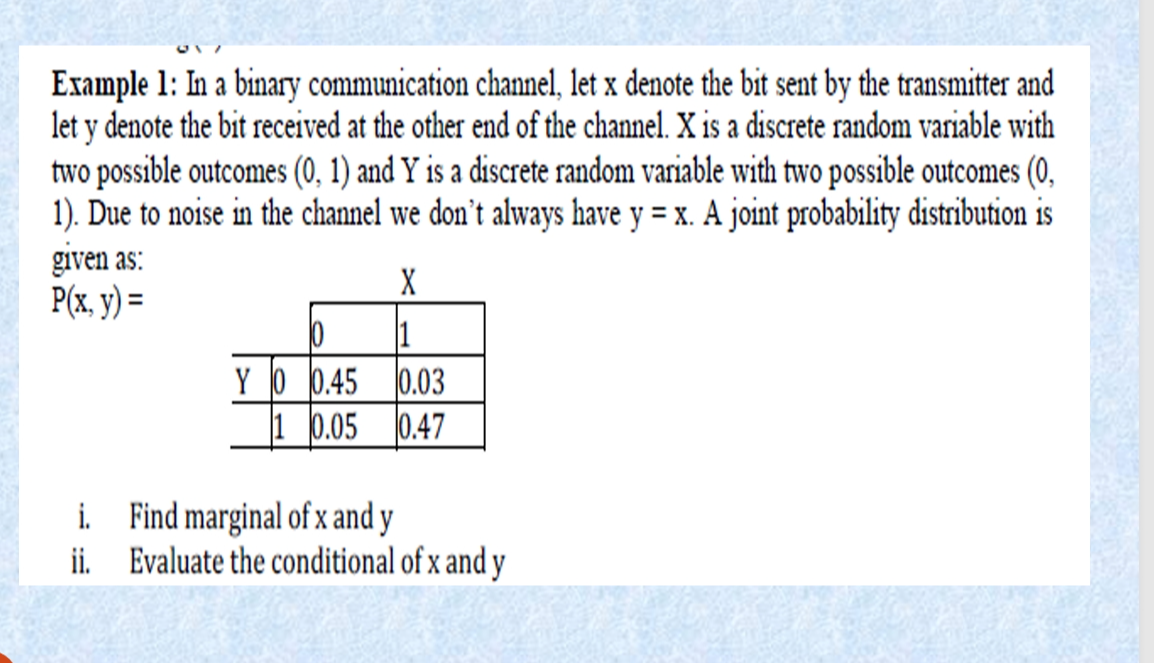 Example 1: In a binary communication channel, let x denote the bit sent by the transmitter and
let y denote the bit received at the other end of the channel. X is a discrete random variable with
two possible outcomes (0, 1) and Y is a discrete random variable with two possible outcomes (0,
1). Due to noise in the channel we don’t always have y = x. A joint probability distribution is
given as:
X
P(x, y) =
0 1
Y 0 0.45 0.03
1 0.05 0.47
i. Find marginal of x and y
ii. Evaluate the conditional of x and y